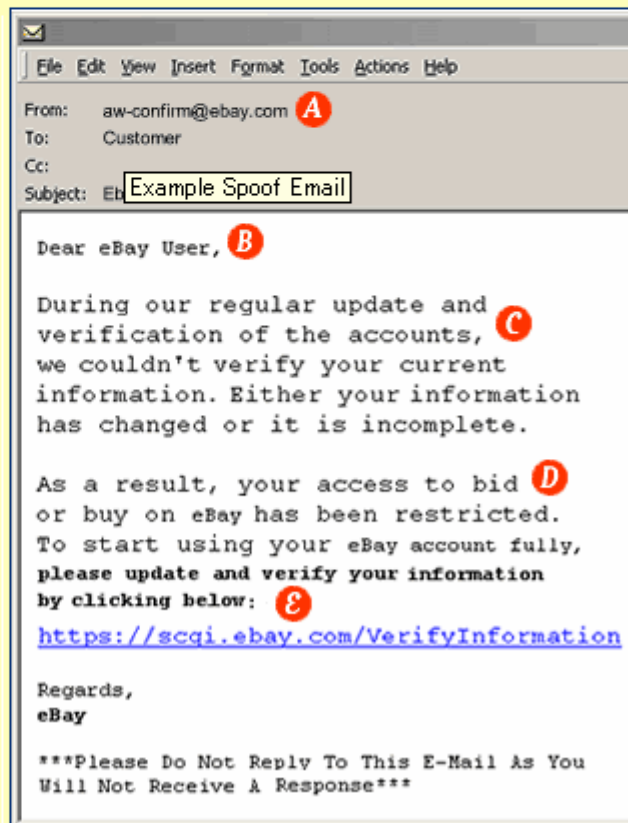 File Edit View Insert Format Tools Actions Help
From: aw-confirm@ebay.com A
To: Customer
Cc:
Example Spoof Email
Subject: Eb
Dear eBay User, B
During our regular update and
verification of the accounts, C
we couldn't verify your current
information. Either your information
has changed or it is incomplete.
As a result, your access to bid D
or buy on eBay has been restricted.
To start using your eBay account fully,
please update and verify your information
by clicking below: E
https://scqi.ebay.com/VerifyInformation
Regards,
eBay
***Please Do Not Reply To This E-Mail As You
Will Not Receive A Response***